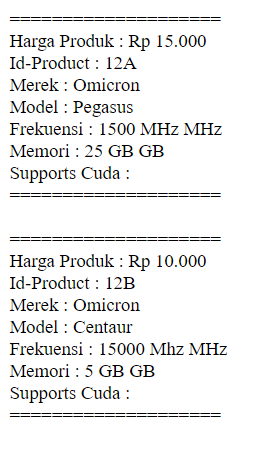 ====================
Harga Produk : Rp 15.000
Id-Product : 12A
Merek : Omicron
Model : Pegasus
Frekuensi : 1500 MHz MHz
Memori : 25 GB GB
Supports Cuda :
====================
====================
Harga Produk : Rp 10.000
Id-Product : 12B
Merek : Omicron
Model : Centaur
Frekuensi : 15000 Mhz MHz
Memori : 5 GB GB
Supports Cuda :
====================